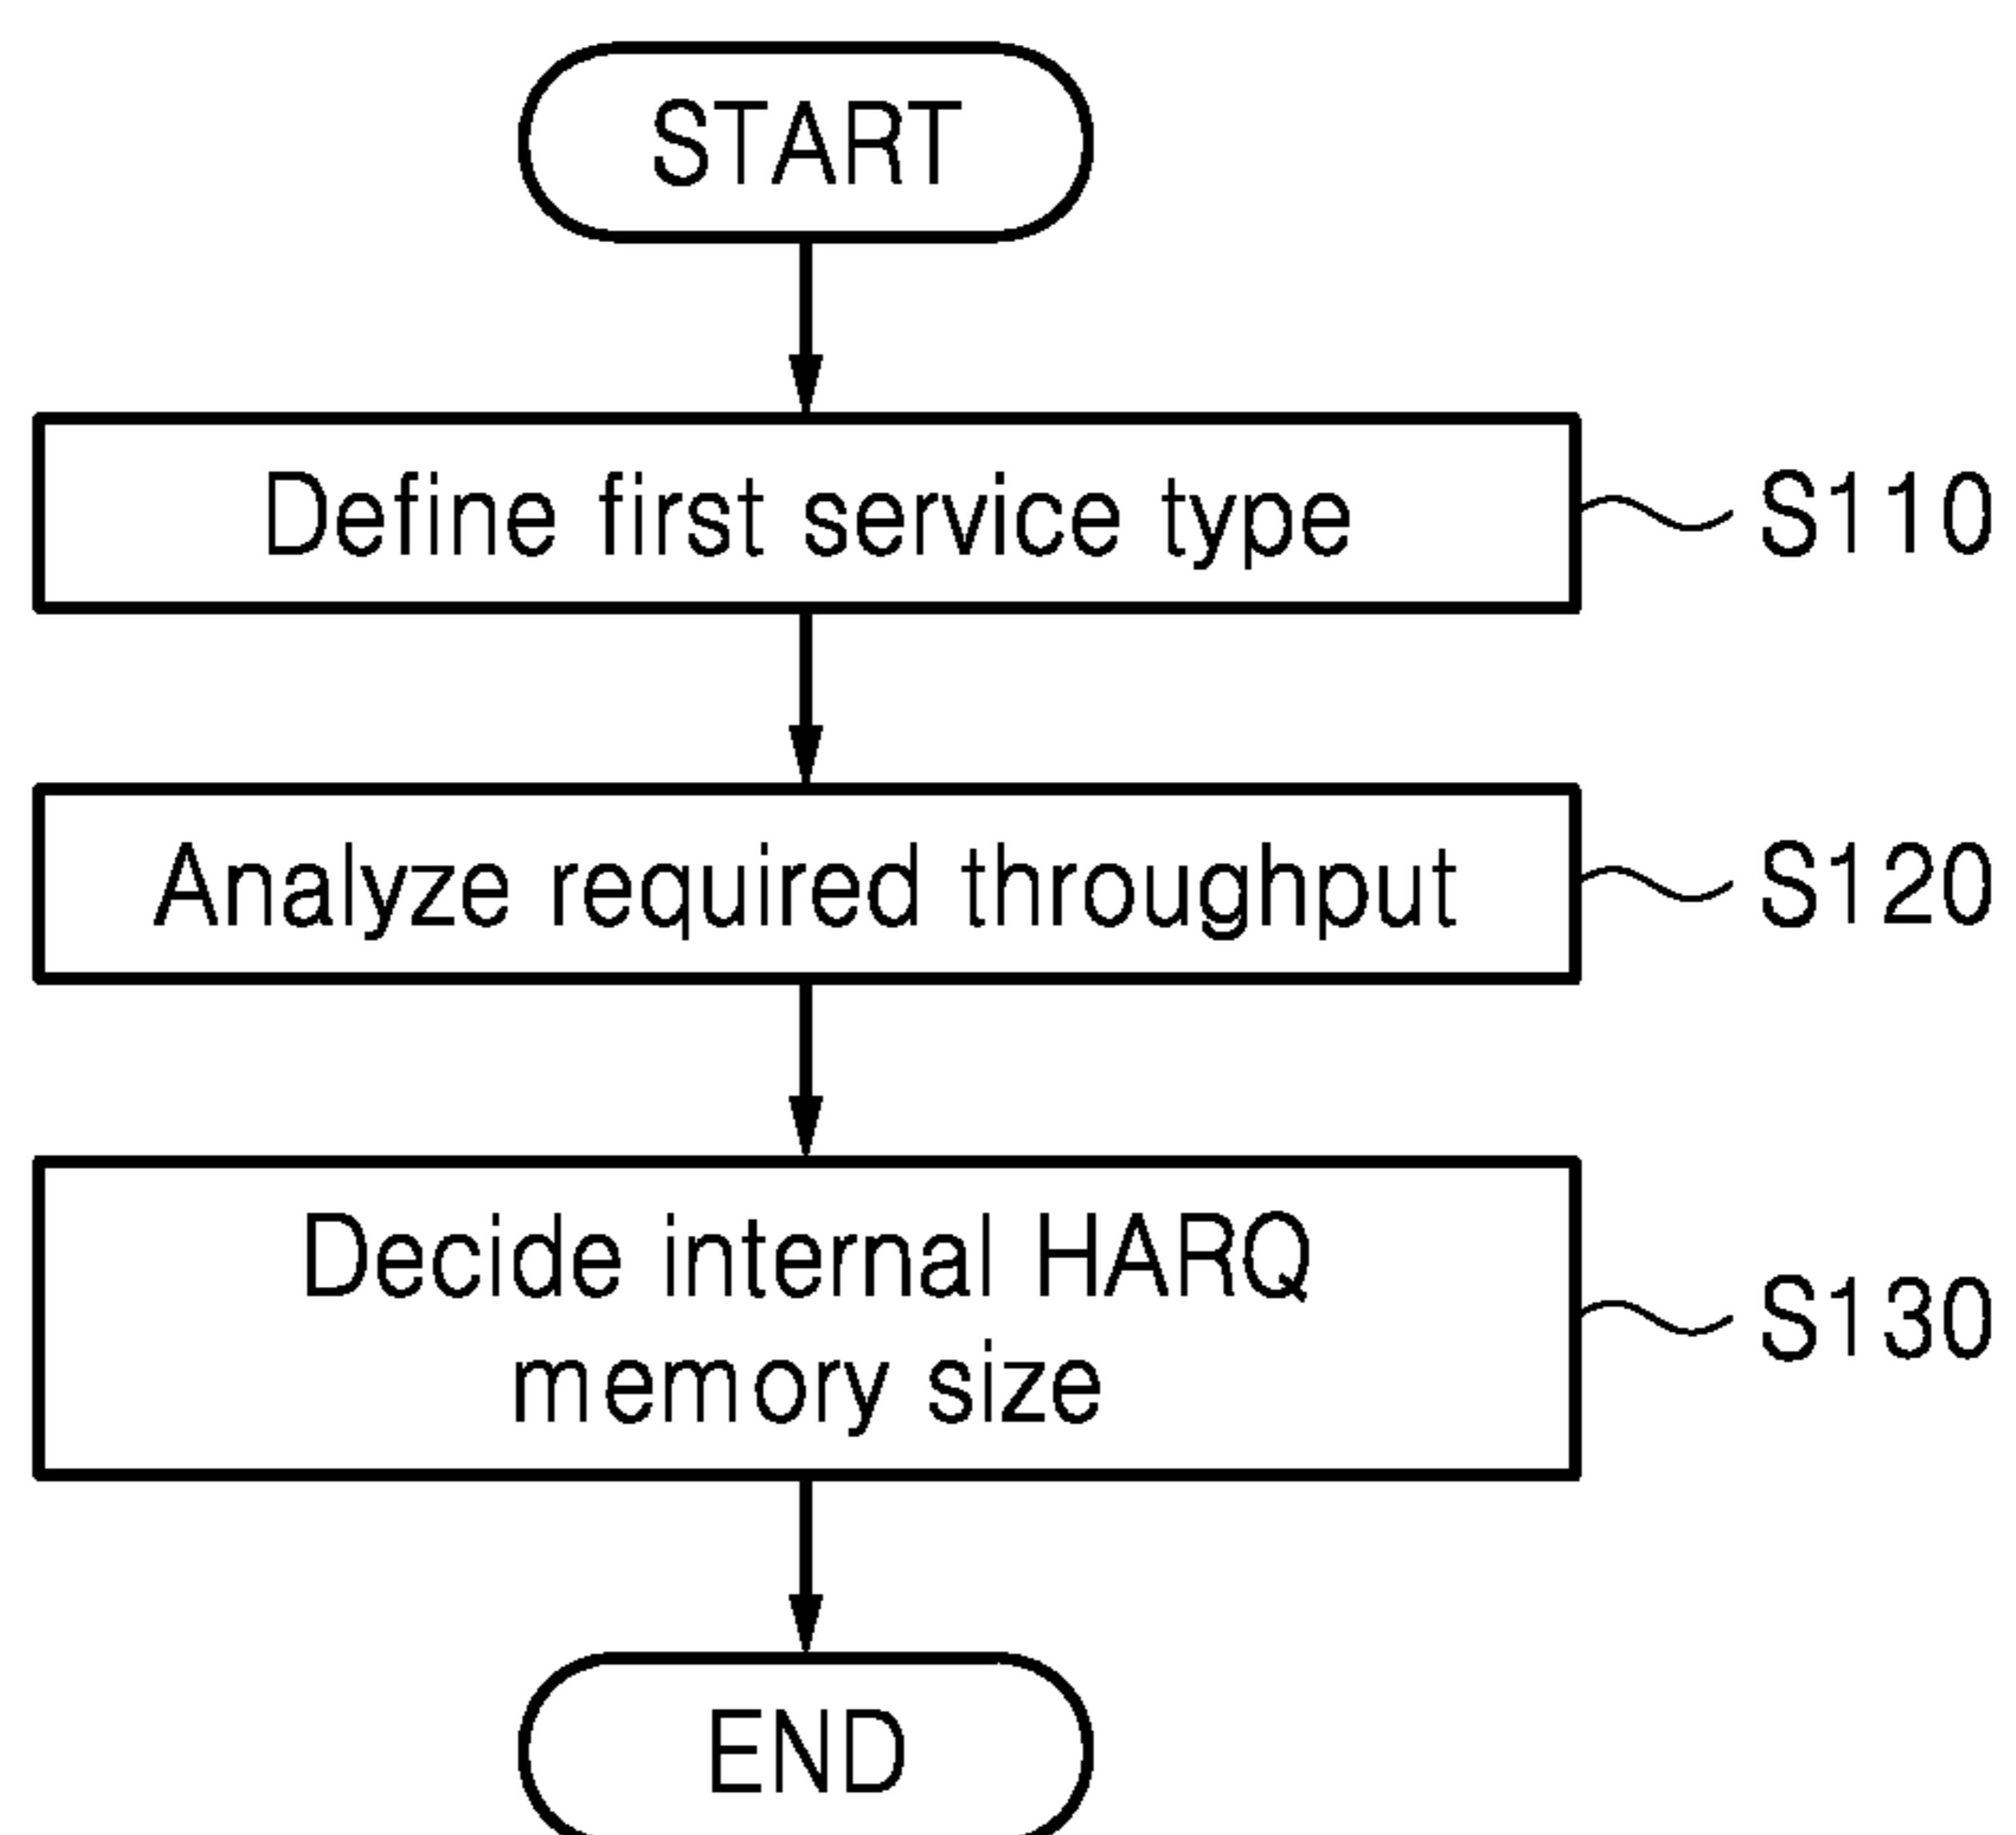 START
Define first service type
S110
Analyze required throughput
S120
Decide internal HARQ
memory size
S130
END